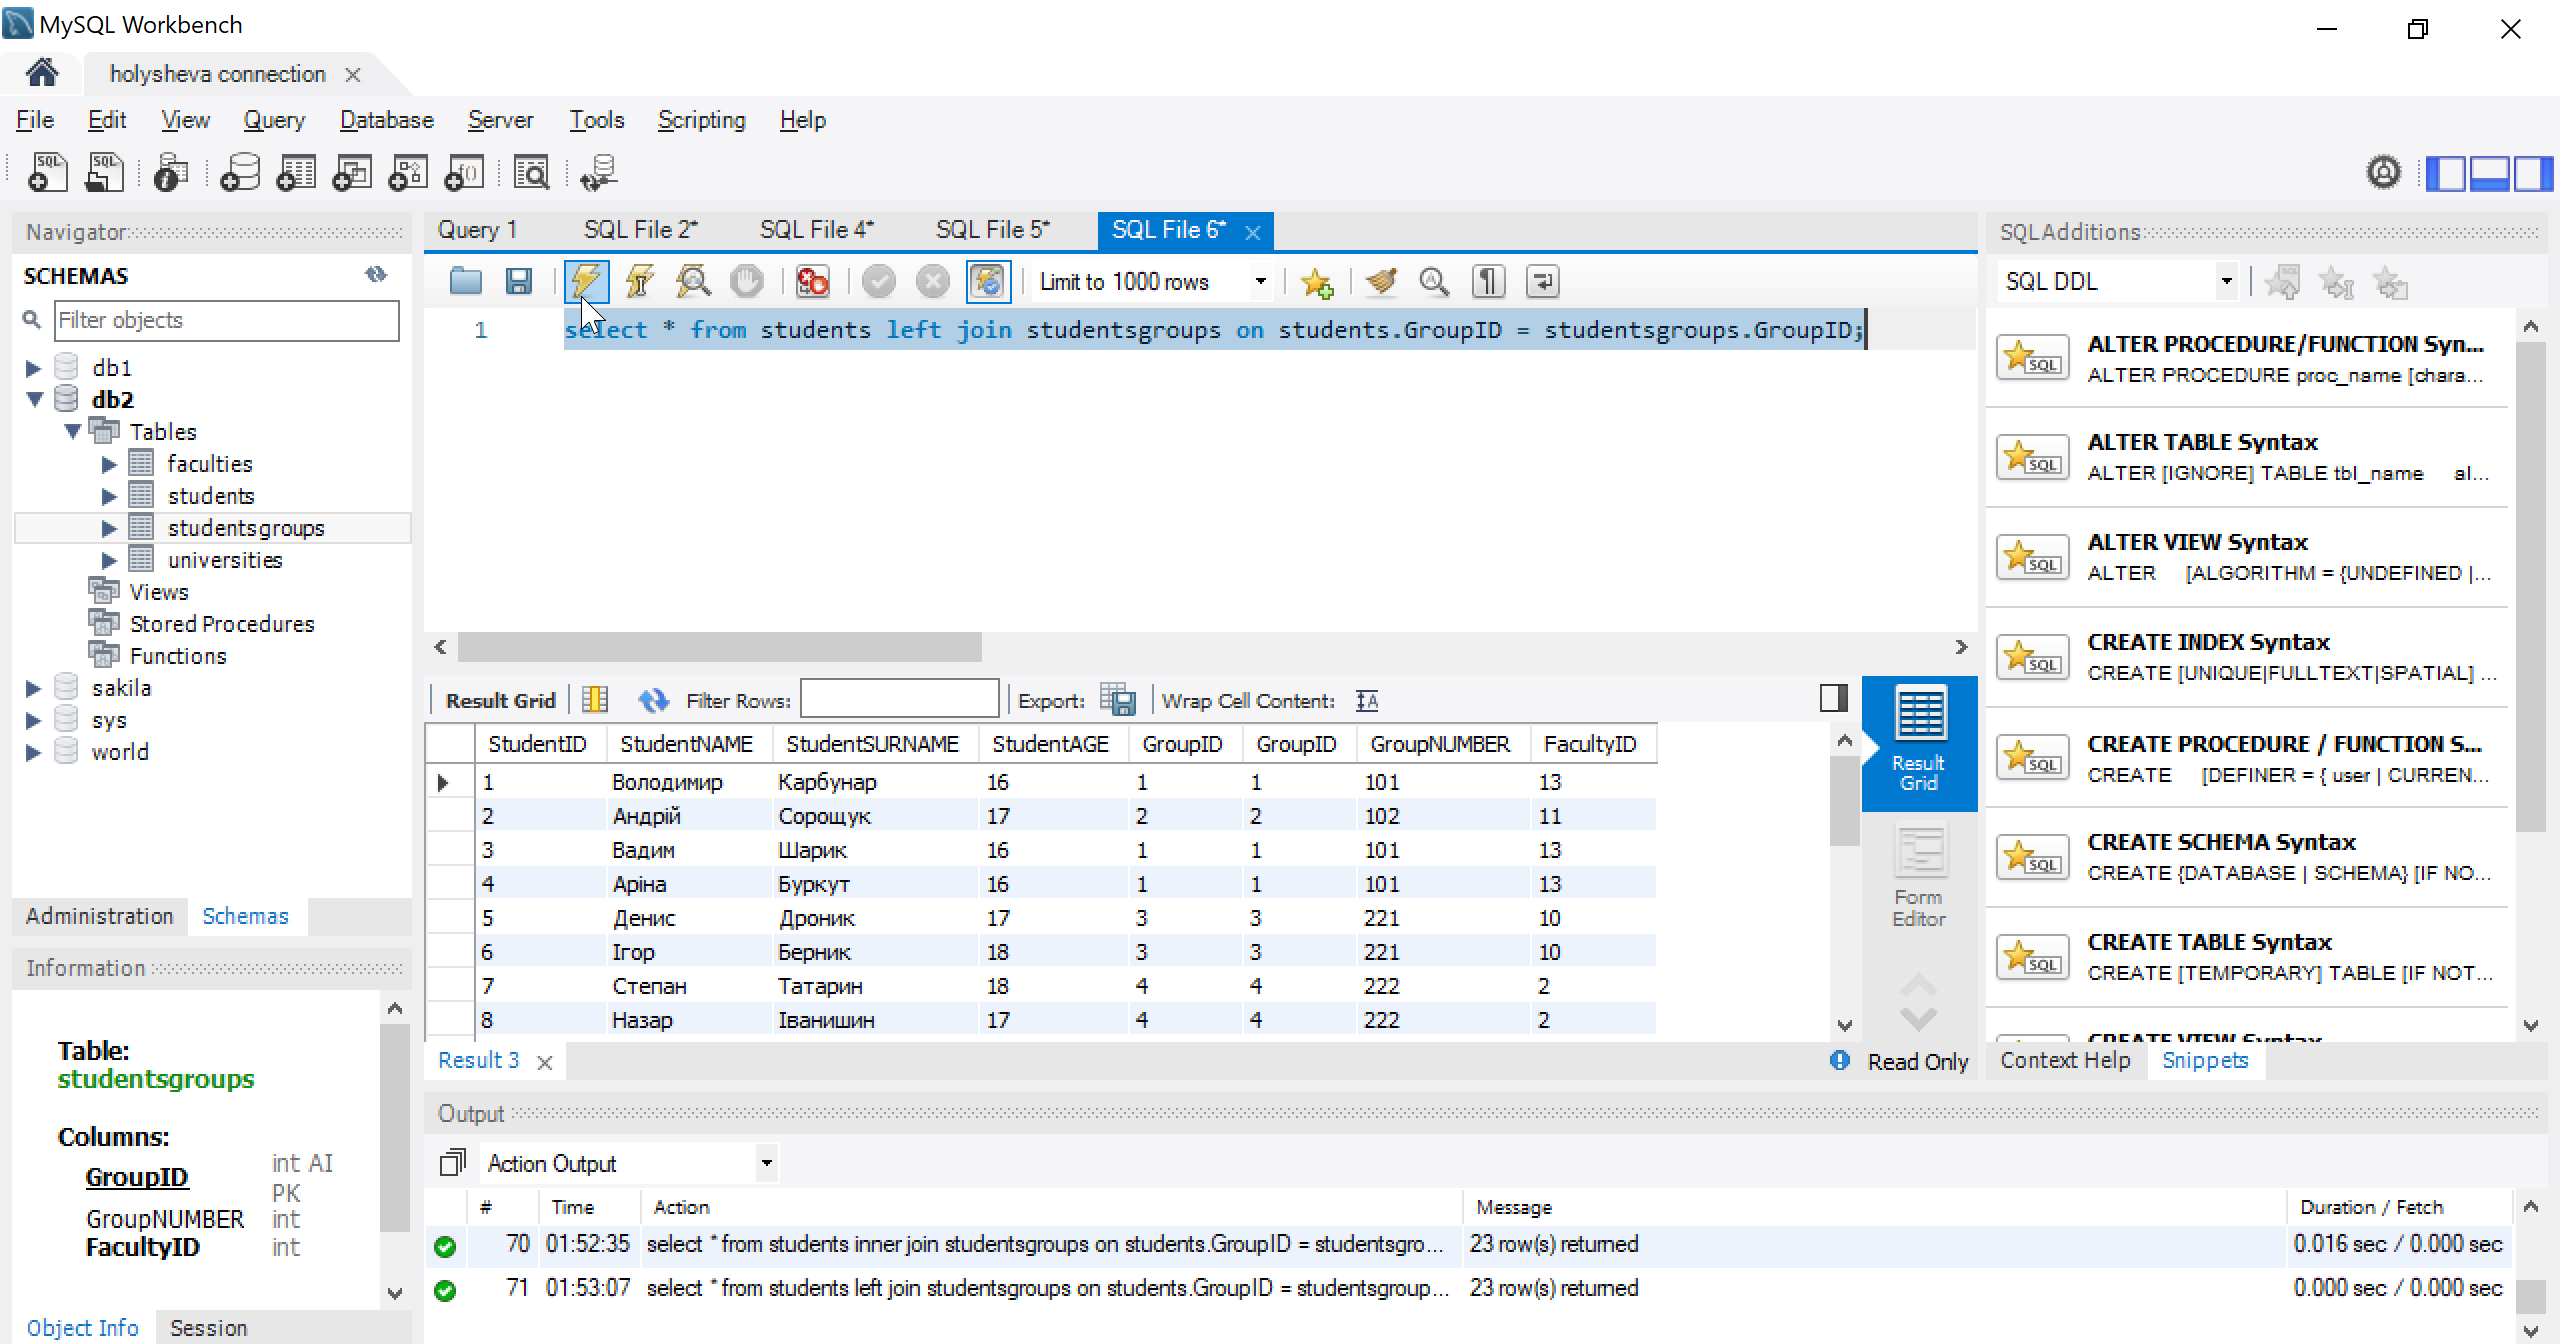 MySQL Workbench
holysheva connection
File Edit View Query Database Server Tools Scripting Help
Navigator
SCHEMAS
Filter objects
db1
db2
Tables
faculties
students
studentsgroups
universities
Views
Stored Procedures
Functions
sakila
sys
world
Administration Schemas
Information
Table:
studentsgroups
Columns:
GroupID int AI
PK
GroupNUMBER int
FacultyID int
Object Info Session
Query 1 SQL File 2* SQL File 4* SQL File 5* SQL File 6*
Limit to 1000 rows
1 select * from students left join studentsgroups on students.GroupID = studentsgroups.GroupID;
Result Grid Filter Rows: Export: Wrap Cell Content:
StudentID StudentNAME StudentSURNAME StudentAGE GroupID GroupID GroupNUMBER FacultyID
1 Володимир Карбунар 16 1 1 101 13
2 Андрій Сорощук 17 2 2 102 11
3 Вадим Шарик 16 1 1 101 13
4 Аріна Буркут 16 1 1 101 13
5 Денис Дроник 17 3 3 221 10
6 Ігор Берник 18 3 3 221 10
7 Степан Татарин 18 4 4 222 2
8 Назар Іванишин 17 4 4 222 2
Result
Grid
Form
Editor
Result 3 Read Only
SQLAdditions
SQL DDL
ALTER PROCEDURE/FUNCTION Syn...
ALTER PROCEDURE proc_name [chara...
ALTER TABLE Syntax
ALTER [IGNORE] TABLE tbl_name al...
ALTER VIEW Syntax
ALTER [ALGORITHM = {UNDEFINED |...
CREATE INDEX Syntax
CREATE [UNIQUE|FULLTEXT|SPATIAL] ...
CREATE PROCEDURE / FUNCTION S...
CREATE [DEFINER = { user | CURREN...
CREATE SCHEMA Syntax
CREATE {DATABASE | SCHEMA} [IF NO...
CREATE TABLE Syntax
CREATE [TEMPORARY] TABLE [IF NOT...
CREATE VIEW Syntax
Context Help Snippets
Output
Action Output
# Time Action Message Duration / Fetch
70 01:52:35 select * from students inner join studentsgroups on students.GroupID = studentsgro... 23 row(s) returned 0.016 sec / 0.000 sec
71 01:53:07 select * from students left join studentsgroups on students.GroupID = studentsgroup... 23 row(s) returned 0.000 sec / 0.000 sec